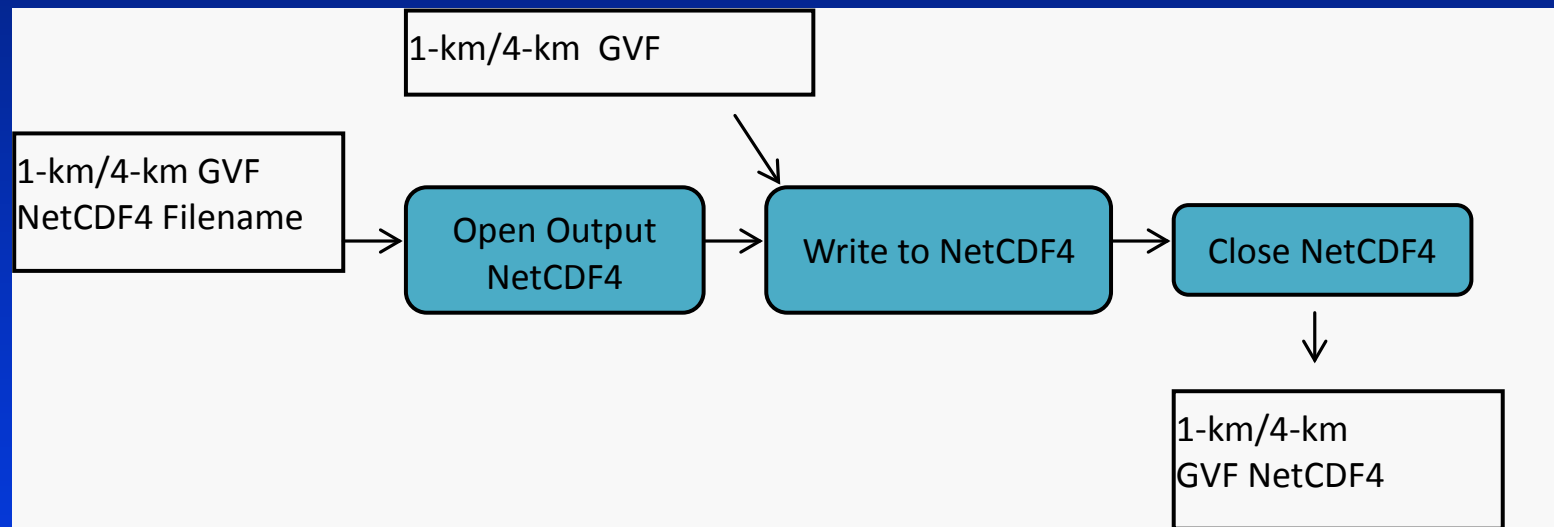 1-km/4-km  GVF
1-km/4-km GVF
NetCDF4 Filename
Open Output
NetCDF4
Write to NetCDF4
Close NetCDF4
1-km/4-km
GVF NetCDF4